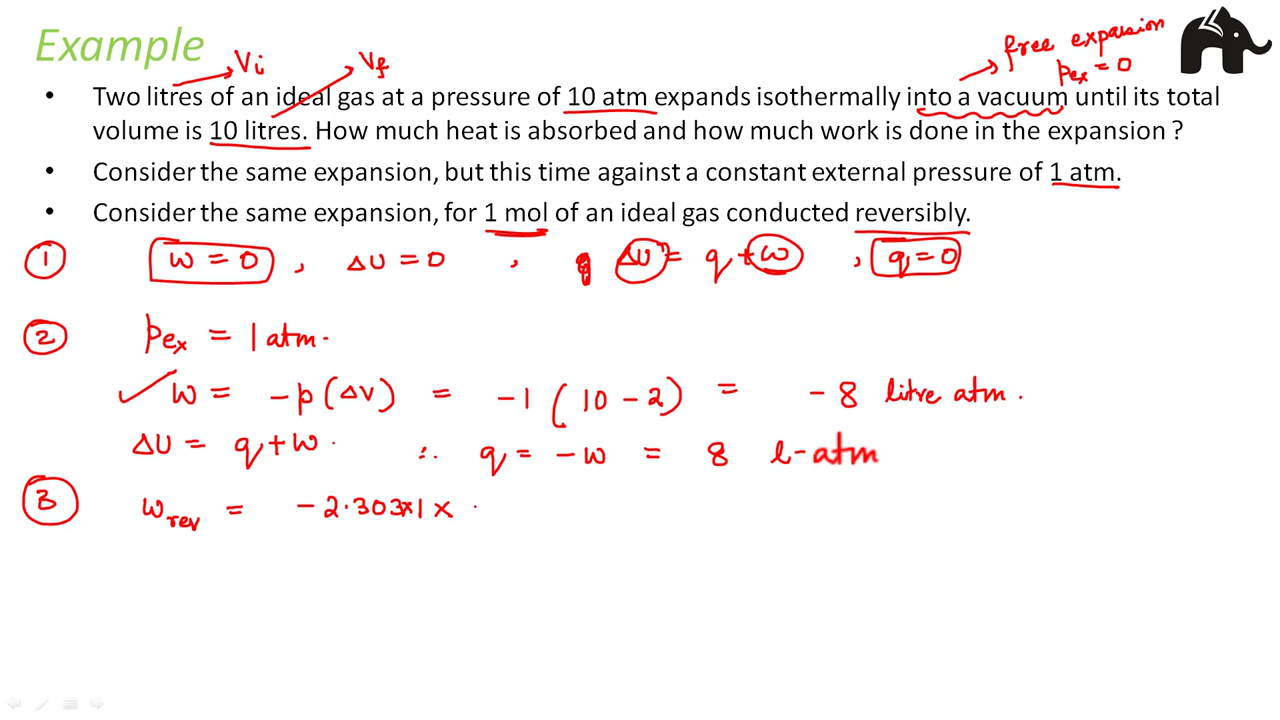 Example
Vi
Vf
free expansion
Pex = 0
• Two litres of an ideal gas at a pressure of 10 atm expands isothermally into a vacuum until its total
volume is 10 litres. How much heat is absorbed and how much work is done in the expansion ?
• Consider the same expansion, but this time against a constant external pressure of 1 atm.
• Consider the same expansion, for 1 mol of an ideal gas conducted reversibly.
1 w = 0 , ΔU = 0 , ΔU = q + w , q = 0
2 Pex = 1 atm.
✓ W = -p(ΔV) = -1 (10 - 2) = - 8 litre atm.
ΔU = q + w. ∴ q = - w = 8 l-atm
3 Wrev = - 2.303×1×